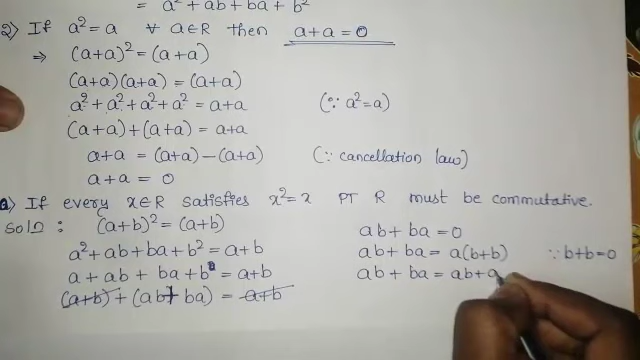 = a² + ab + ba + b²
2) If a² = a ∀ a∈R then a+a = 0
⇒ (a+a)² = (a+a)
(a+a)(a+a) = (a+a)
a² + a² + a² + a² = a+a (∵ a² = a)
(a+a) + (a+a) = a+a
a+a = (a+a) – (a+a) (∵ cancellation law)
a+a = 0
a) If every x∈R satisfies x² = x PT R must be commutative.
Soln : (a+b)² = (a+b)
a² + ab + ba + b² = a+b
a + ab + ba + b = a+b
(a+b) + (ab + ba) = a+b
ab + ba = 0
ab + ba = a(b+b) ∵ b+b = 0
ab + ba = ab + a